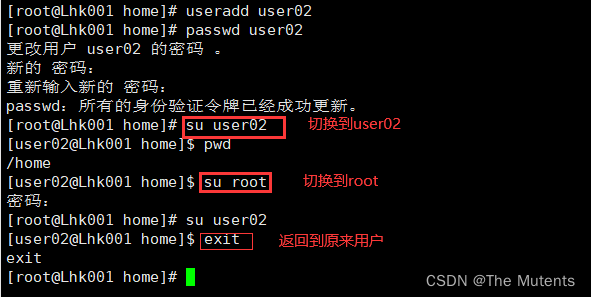 [root@Lhk001 home]# useradd user02
[root@Lhk001 home]# passwd user02
更改用户 user02 的密码 。
新的 密码：
重新输入新的 密码：
passwd：所有的身份验证令牌已经成功更新。
[root@Lhk001 home]# su user02 切换到user02
[user02@Lhk001 home]$ pwd
/home
[user02@Lhk001 home]$ su root 切换到root
密码：
[root@Lhk001 home]# su user02
[user02@Lhk001 home]$ exit 返回到原来用户
exit
[root@Lhk001 home]#
CSDN @The Mutents